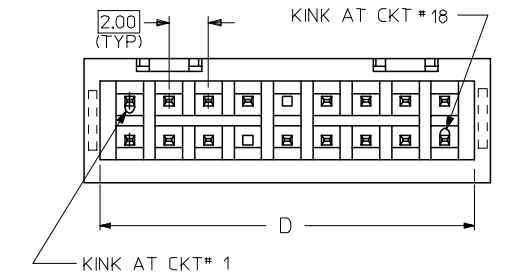 2.00
(TYP)
KINK AT CKT #18
D
KINK AT CKT# 1